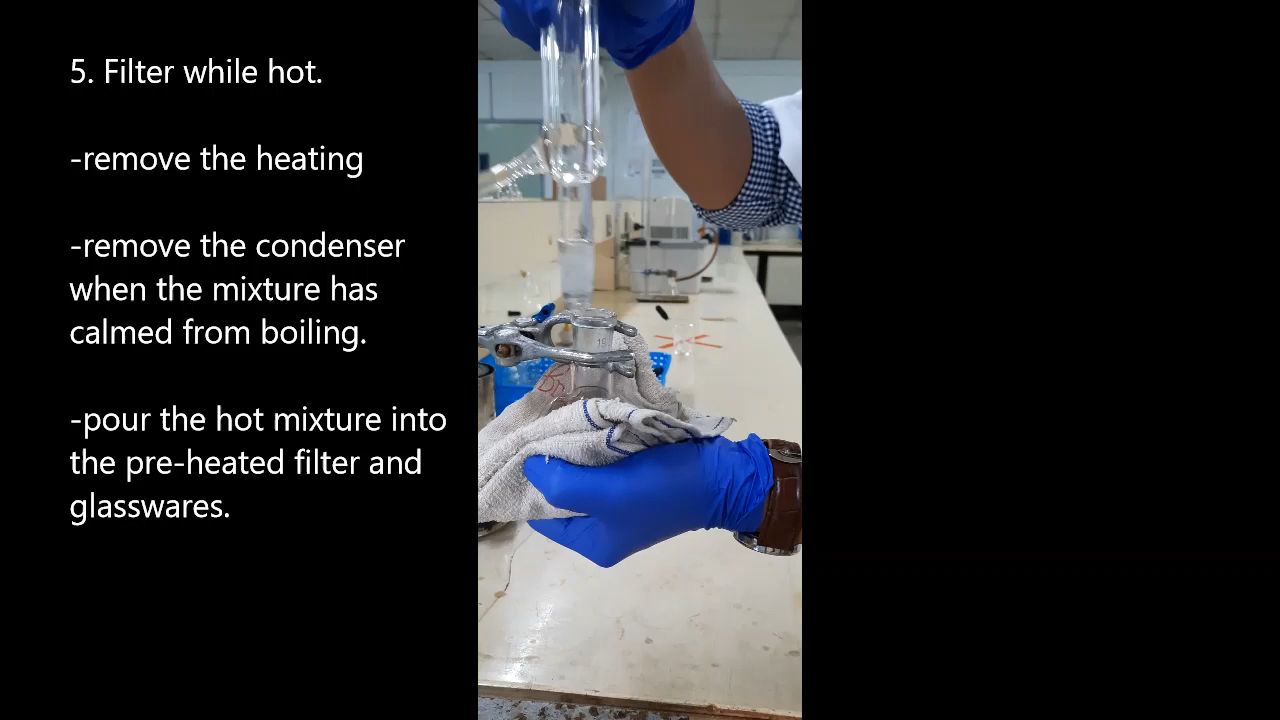 5. Filter while hot.
-remove the heating
-remove the condenser
when the mixture has
calmed from boiling.
-pour the hot mixture into
the pre-heated filter and
glasswares.
19